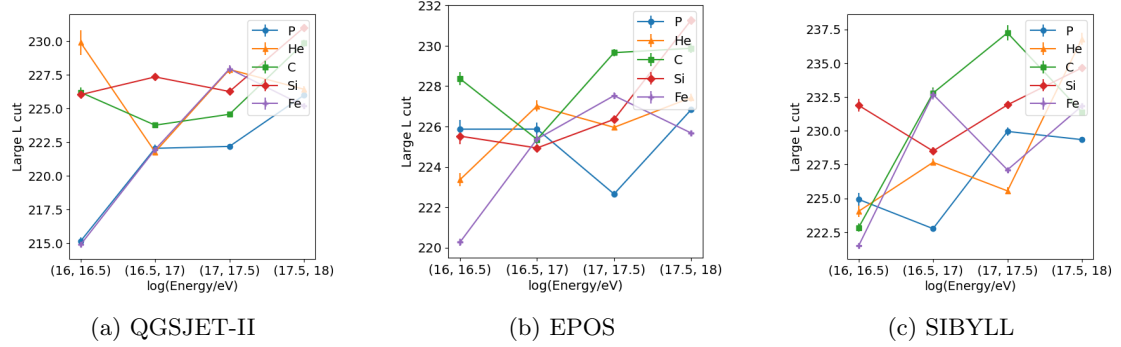 230.0
227.5
225.0
222.5
220.0
217.5
215.0
Large L cut
P
He
C
Si
Fe
(16, 16.5) (16.5, 17) (17, 17.5) (17.5, 18)
log(Energy/eV)
(a) QGSJET-II
232
230
228
226
224
222
220
Large L cut
P
He
C
Si
Fe
(16, 16.5) (16.5, 17) (17, 17.5) (17.5, 18)
log(Energy/eV)
(b) EPOS
237.5
235.0
232.5
230.0
227.5
225.0
222.5
Large L cut
P
He
C
Si
Fe
(16, 16.5) (16.5, 17) (17, 17.5) (17.5, 18)
log(Energy/eV)
(c) SIBYLL